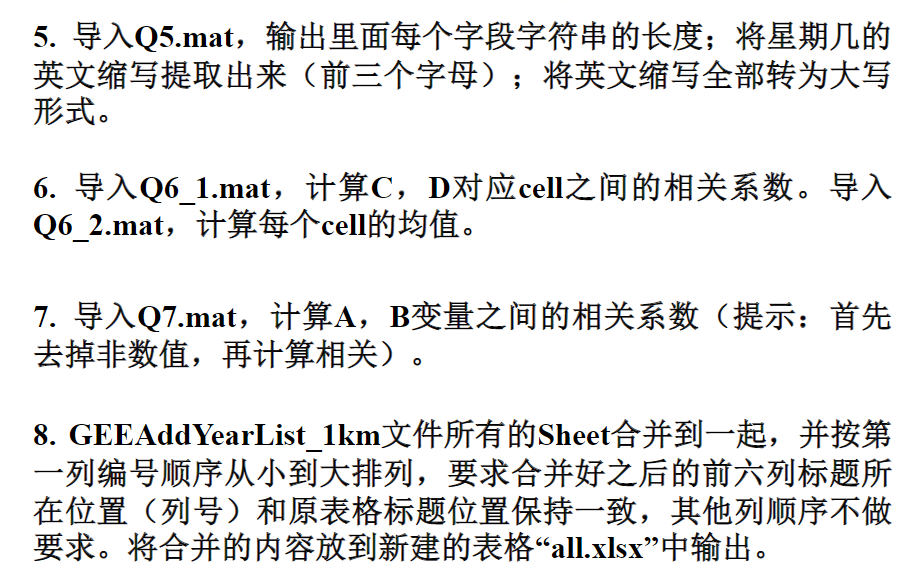 5. 导入Q5.mat，输出里面每个字段字符串的长度；将星期几的
英文缩写提取出来（前三个字母）；将英文缩写全部转为大写
形式。
6. 导入Q6_1.mat，计算C，D对应cell之间的相关系数。导入
Q6_2.mat，计算每个cell的均值。
7. 导入Q7.mat，计算A，B变量之间的相关系数（提示：首先
去掉非数值，再计算相关）。
8. GEEAddYearList_1km文件所有的Sheet合并到一起，并按第
一列编号顺序从小到大排列，要求合并好之后的前六列标题所
在位置（列号）和原表格标题位置保持一致，其他列顺序不做
要求。将合并的内容放到新建的表格“all.xlsx”中输出。